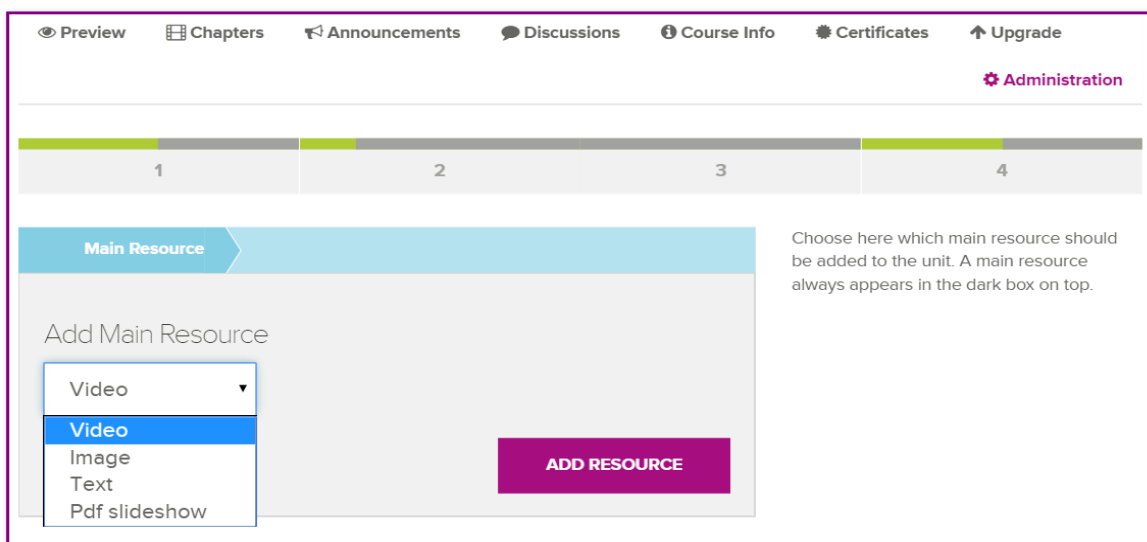 Preview Chapters Announcements Discussions Course Info Certificates Upgrade
Administration
1 2 3 4
Main Resource
Choose here which main resource should
be added to the unit. A main resource
always appears in the dark box on top.
Add Main Resource
Video
Video
Image
Text
Pdf slideshow
ADD RESOURCE